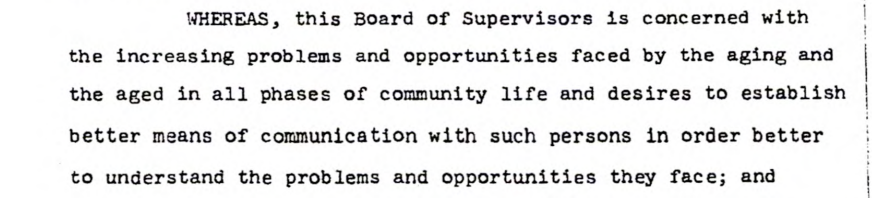 WHEREAS, this Board of Supervisors is concerned with
the increasing problems and opportunities faced by the aging and
the aged in all phases of community life and desires to establish
better means of communication with such persons in order better
to understand the problems and opportunities they face; and